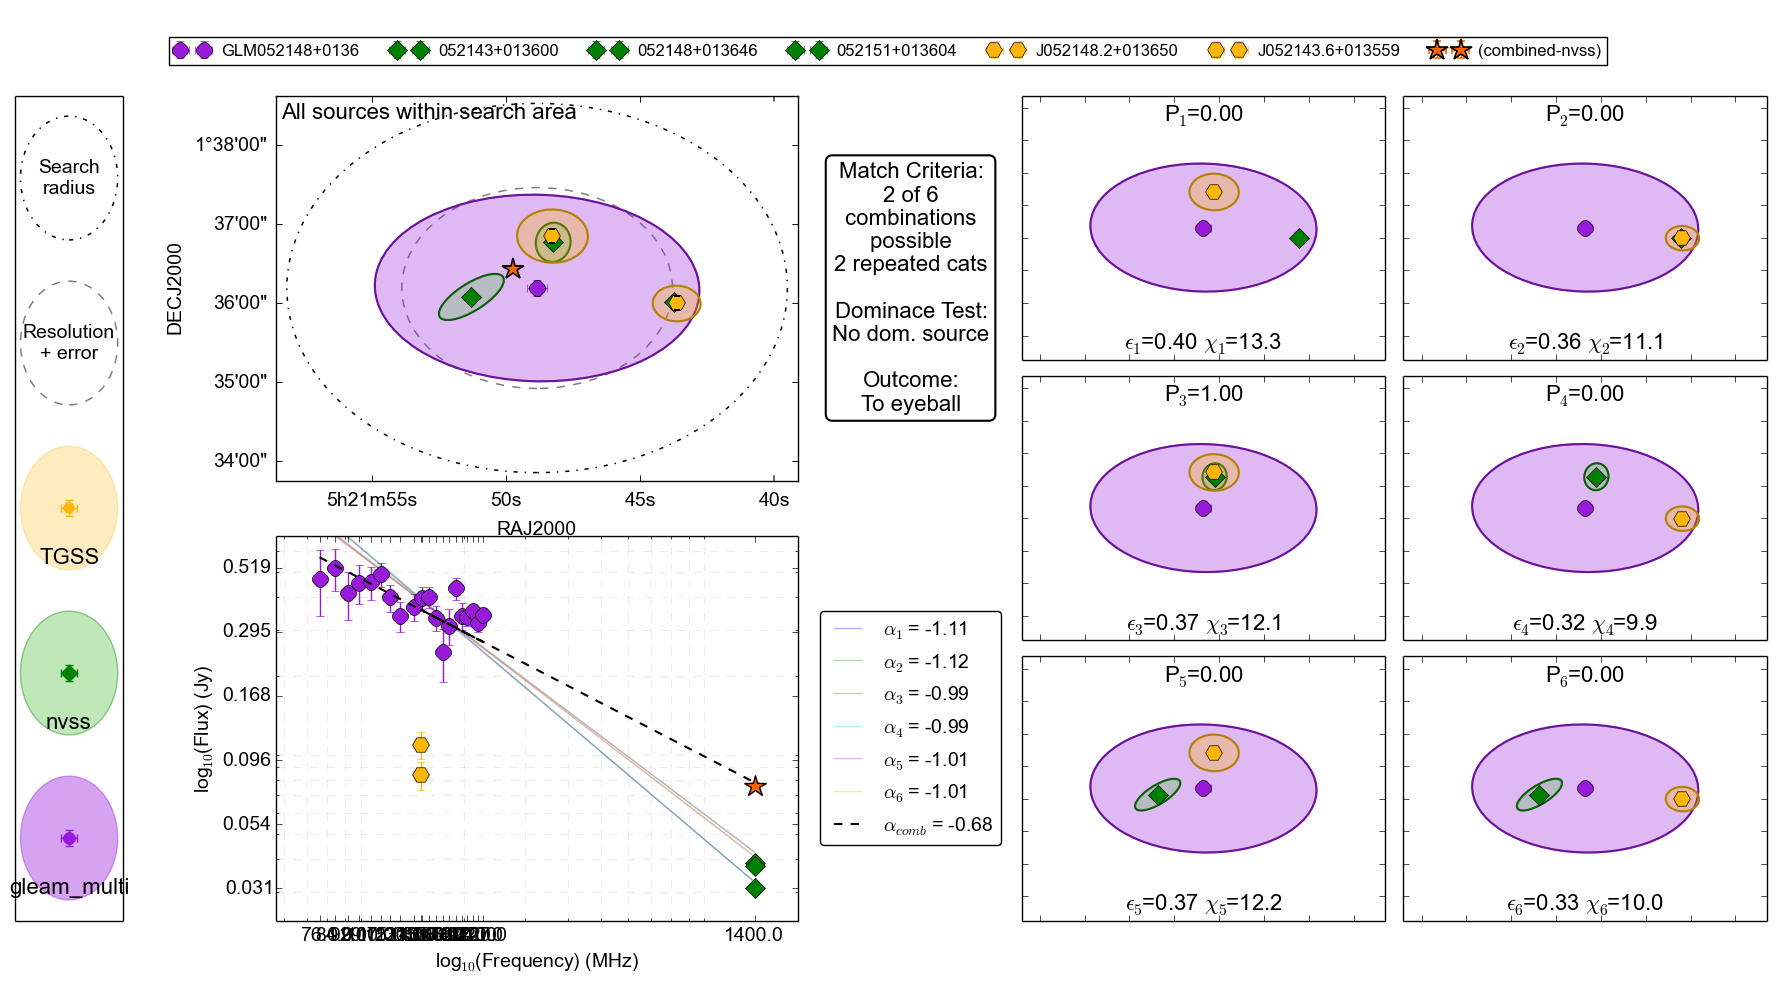 GLM052148+0136
052143+013600
052148+013646
052151+013604
J052148.2+013650
J052143.6+013559
(combined-nvss)
Search
radius
Resolution
+ error
TGSS
nvss
gleam_multi
All sources within search area
1°38'00"
37'00"
36'00"
35'00"
34'00"
DECJ2000
5h21m55s
50s
45s
40s
RAJ2000
Match Criteria:
2 of 6
combinations
possible
2 repeated cats
Dominace Test:
No dom. source
Outcome:
To eyeball
0.519
0.295
0.168
0.096
0.054
0.031
log₁₀(Flux) (Jy)
1400.0
log₁₀(Frequency) (MHz)
α₁ = -1.11
α₂ = -1.12
α₃ = -0.99
α₄ = -0.99
α₅ = -1.01
α₆ = -1.01
α_comb = -0.68
P₁=0.00
ϵ₁=0.40 χ₁=13.3
P₂=0.00
ϵ₂=0.36 χ₂=11.1
P₃=1.00
ϵ₃=0.37 χ₃=12.1
P₄=0.00
ϵ₄=0.32 χ₄=9.9
P₅=0.00
ϵ₅=0.37 χ₅=12.2
P₆=0.00
ϵ₆=0.33 χ₆=10.0